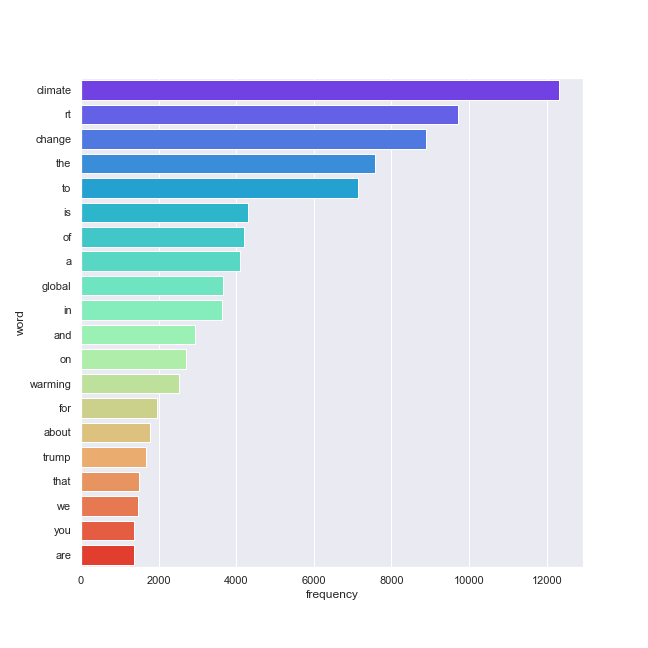 climate
rt
change
the
to
is
of
a
global
in
and
on
warming
for
about
trump
that
we
you
are
word
0 2000 4000 6000 8000 10000 12000
frequency